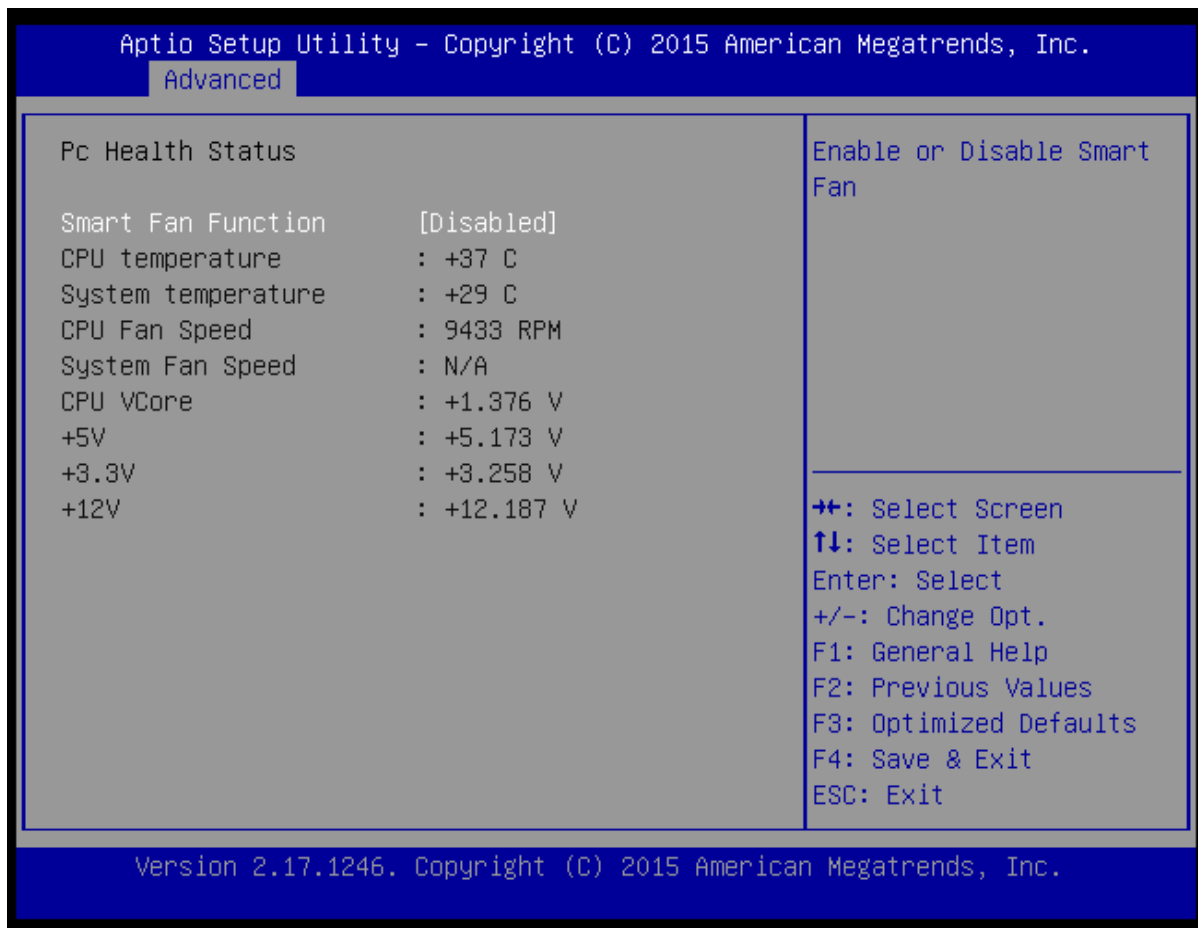 Aptio Setup Utility – Copyright (C) 2015 American Megatrends, Inc.
Advanced
Pc Health Status
Smart Fan Function [Disabled]
CPU temperature : +37 C
System temperature : +29 C
CPU Fan Speed : 9433 RPM
System Fan Speed : N/A
CPU VCore : +1.376 V
+5V : +5.173 V
+3.3V : +3.258 V
+12V : +12.187 V
Enable or Disable Smart
Fan
→←: Select Screen
↑↓: Select Item
Enter: Select
+/-: Change Opt.
F1: General Help
F2: Previous Values
F3: Optimized Defaults
F4: Save & Exit
ESC: Exit
Version 2.17.1246. Copyright (C) 2015 American Megatrends, Inc.